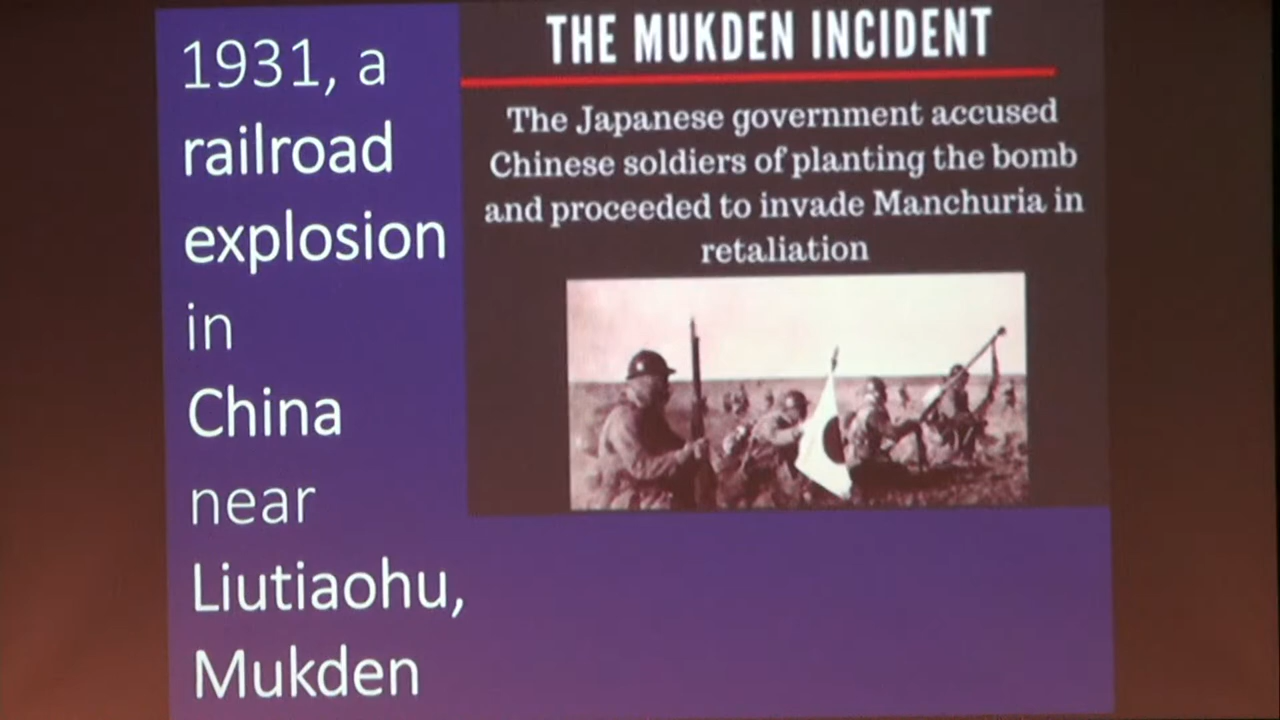 1931, a
railroad
explosion
in
China
near
Liutiaohu,
Mukden
THE MUKDEN INCIDENT
The Japanese government accused
Chinese soldiers of planting the bomb
and proceeded to invade Manchuria in
retaliation